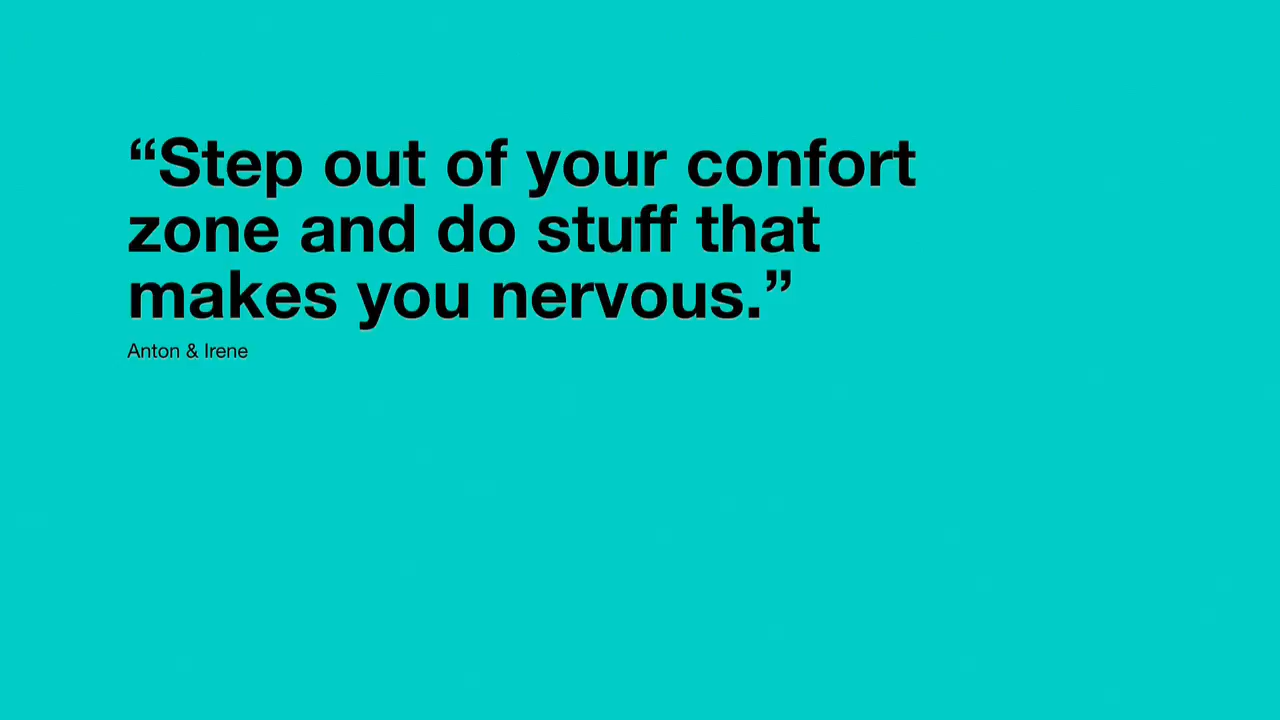 “Step out of your confort
zone and do stuff that
makes you nervous.”
Anton & Irene